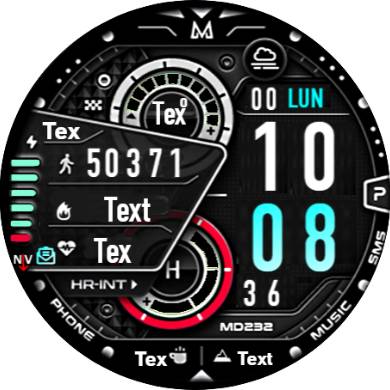 M
00 LUN
Tex°
Tex
10
50371
?
Text
08
Tex
SMS
NV
H
HR-INT
36
PHONE
MD232
MUSIC
Tex
Text